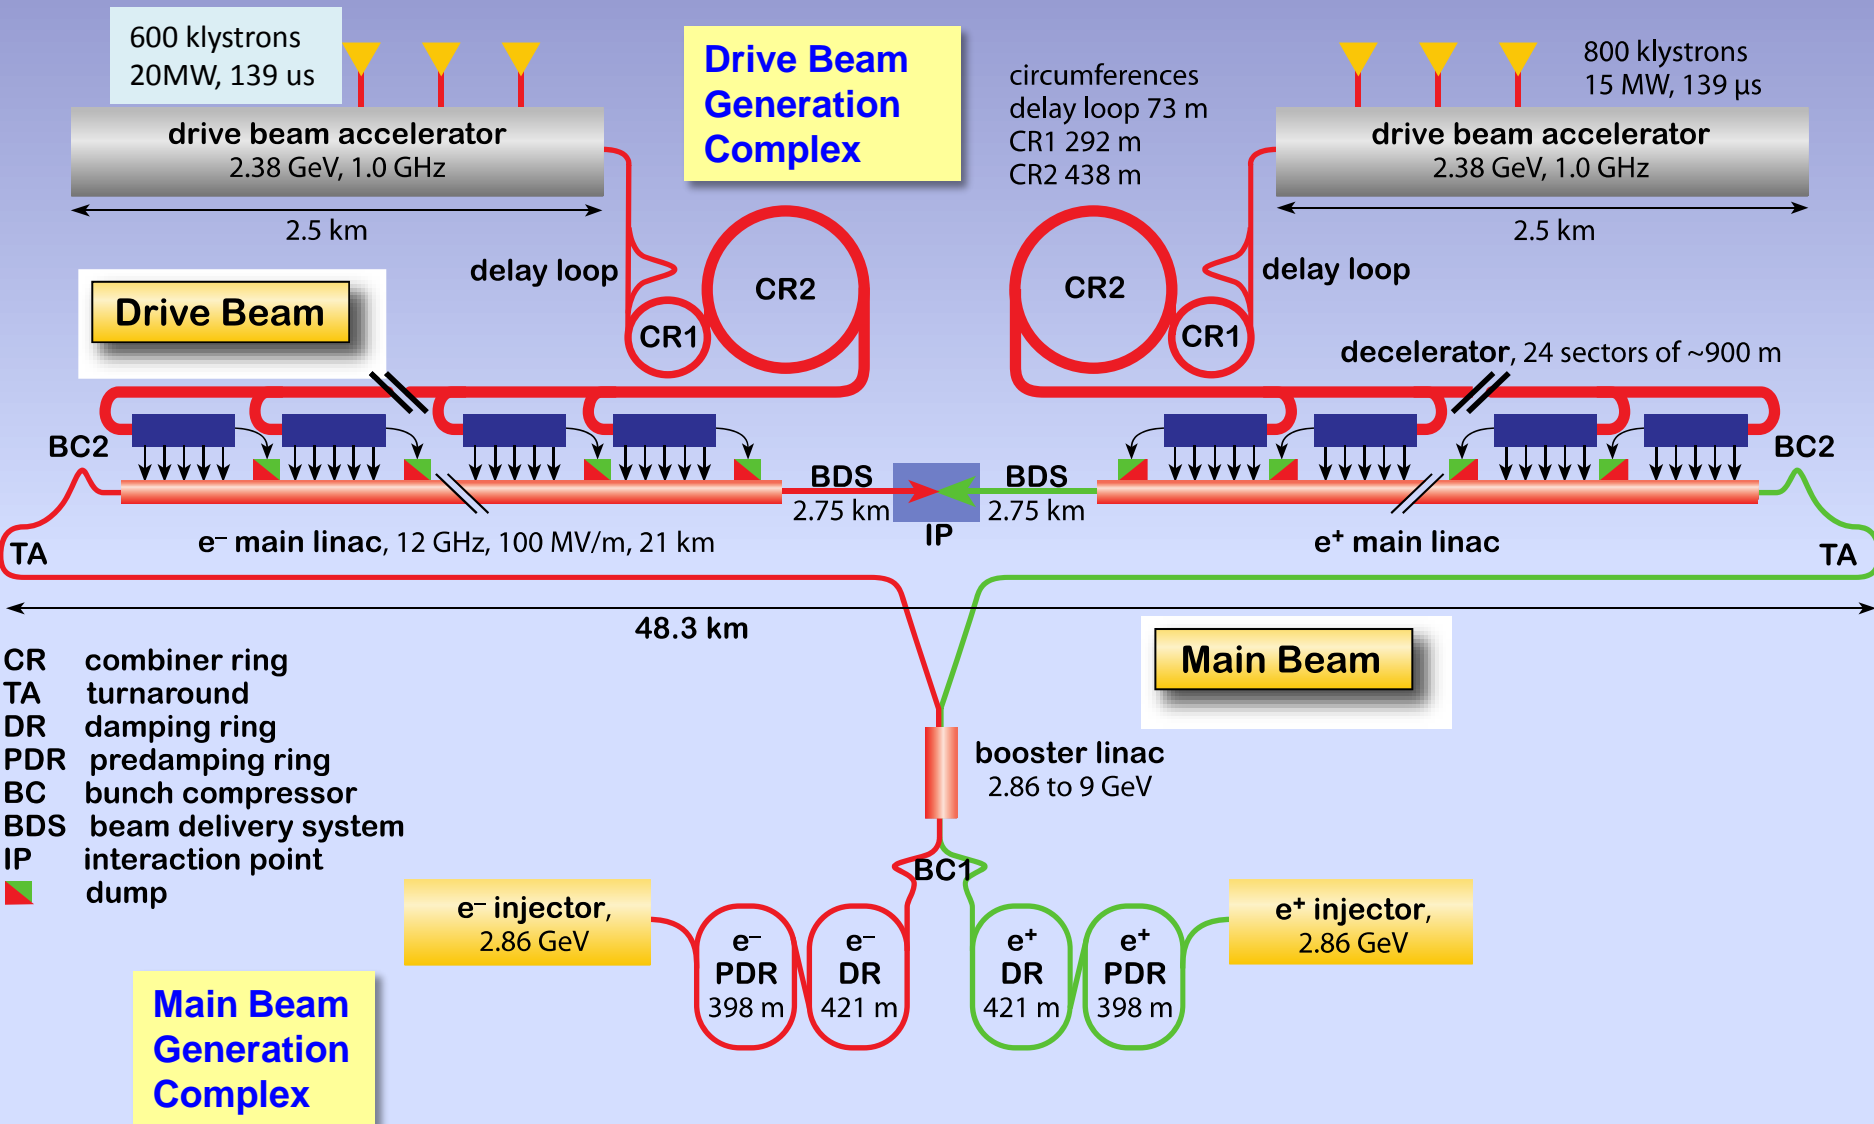 600 klystrons
20MW, 139 us
Drive Beam
Generation
Complex
circumferences
delay loop 73 m
CR1 292 m
CR2 438 m
800 klystrons
15 MW, 139 μs
drive beam accelerator
2.38 GeV, 1.0 GHz
2.5 km
drive beam accelerator
2.38 GeV, 1.0 GHz
2.5 km
delay loop
CR2
CR1
CR2
CR1
delay loop
Drive Beam
decelerator, 24 sectors of ~900 m
BC2
BDS
2.75 km
IP
BDS
2.75 km
BC2
TA
e– main linac, 12 GHz, 100 MV/m, 21 km
e+ main linac
TA
48.3 km
Main Beam
CR combiner ring
TA turnaround
DR damping ring
PDR predamping ring
BC bunch compressor
BDS beam delivery system
IP interaction point
dump
booster linac
2.86 to 9 GeV
BC1
e– injector,
2.86 GeV
e–
PDR
398 m
e–
DR
421 m
e+
DR
421 m
e+
PDR
398 m
e+ injector,
2.86 GeV
Main Beam
Generation
Complex